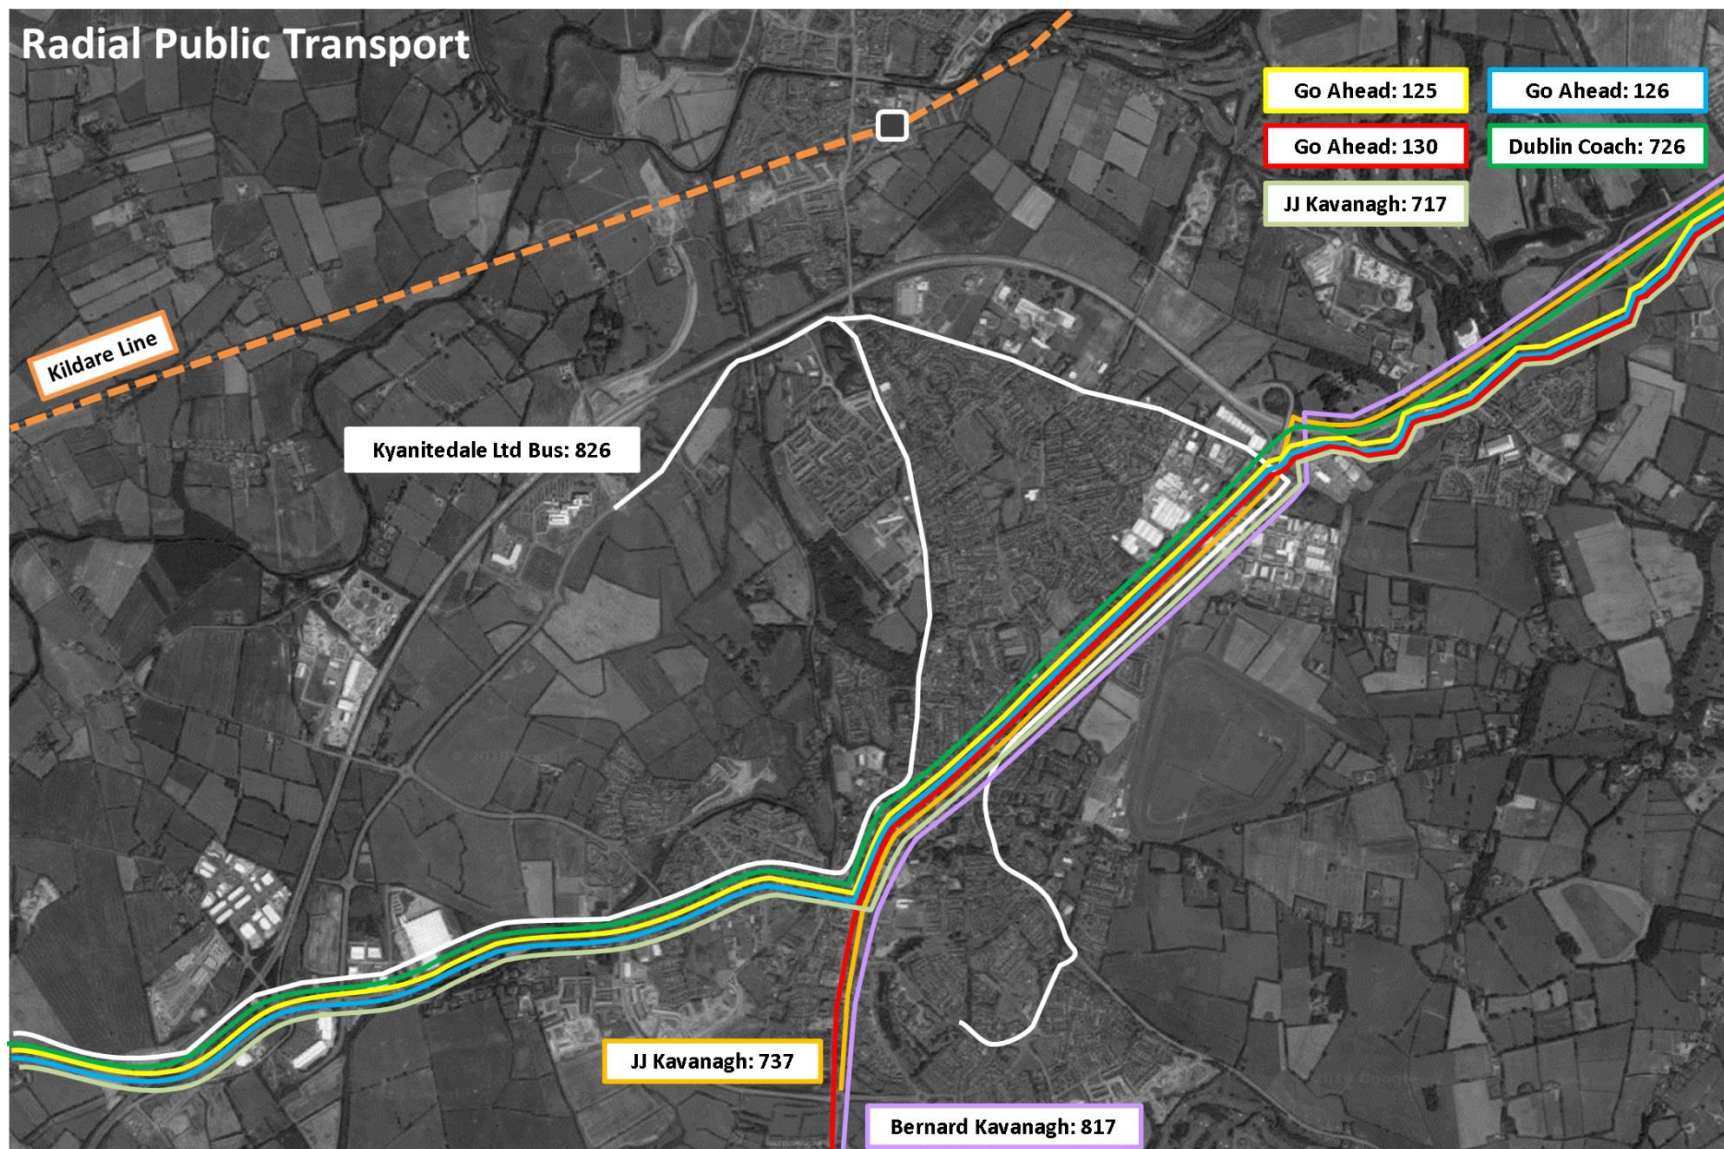 Radial Public Transport
Go Ahead: 125
Go Ahead: 126
Go Ahead: 130
Dublin Coach: 726
JJ Kavanagh: 717
Kildare Line
Kyanitedale Ltd Bus: 826
JJ Kavanagh: 737
Bernard Kavanagh: 817